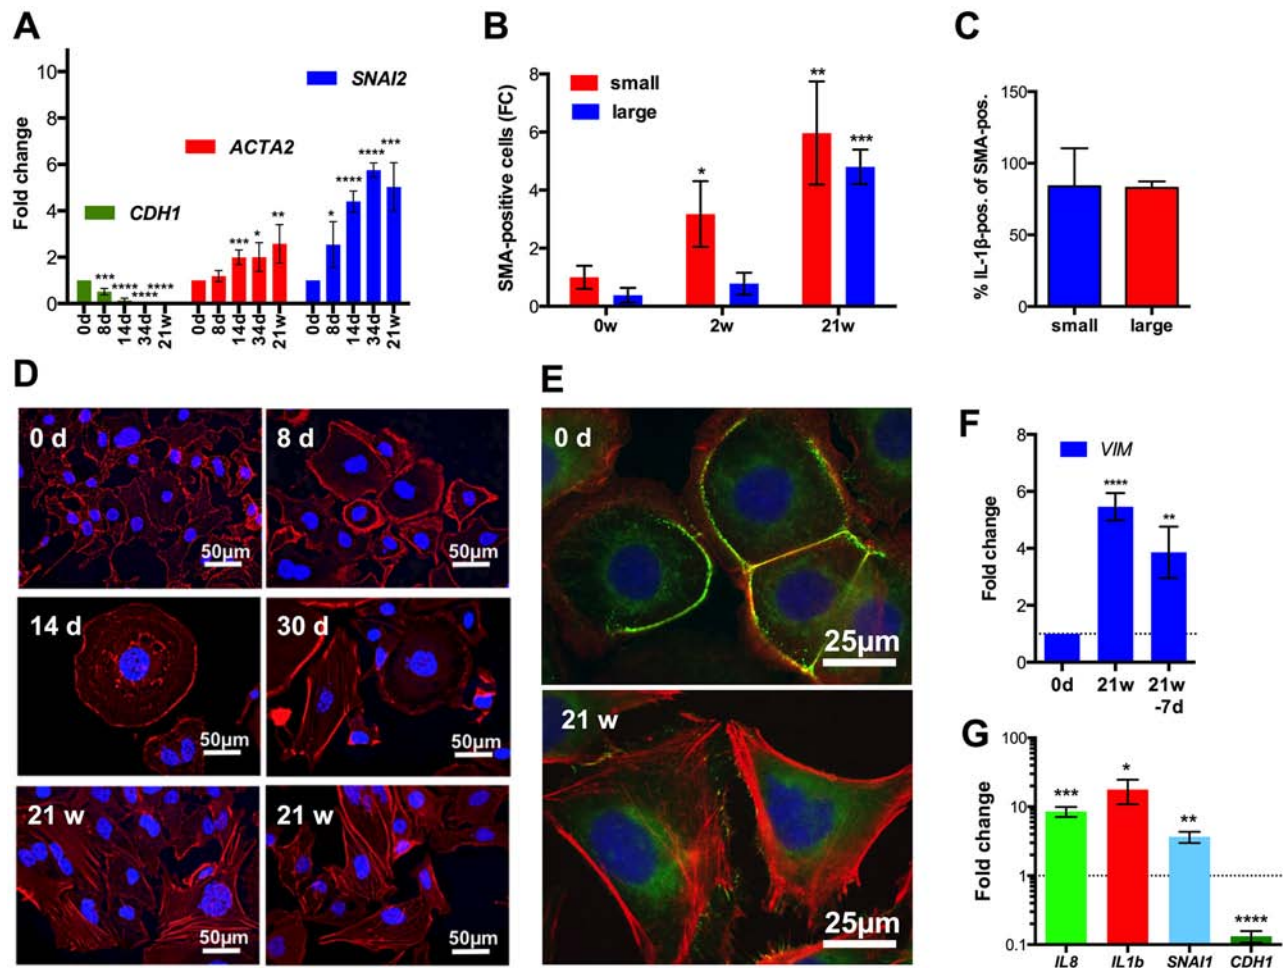 A
Fold change
10
8
6
4
2
0
CDH1
ACTA2
SNAI2
***
****
****
****
***
*
**
*
****
****
***
0d
8d
14d
34d
21w
0d
8d
14d
34d
21w
0d
8d
14d
34d
21w
B
SMA-positive cells (FC)
8
6
4
2
0
small
large
*
**
***
0w
2w
21w
C
% IL-1β-pos. of SMA-pos.
150
100
50
0
small
large
D
0 d
50µm
8 d
50µm
14 d
50µm
30 d
50µm
21 w
50µm
21 w
50µm
E
0 d
25µm
21 w
25µm
F
Fold change
8
6
4
2
0
VIM
****
**
0d
21w
21w
-7d
G
Fold change
100
10
1
0.1
***
*
**
****
IL8
IL1b
SNAI1
CDH1